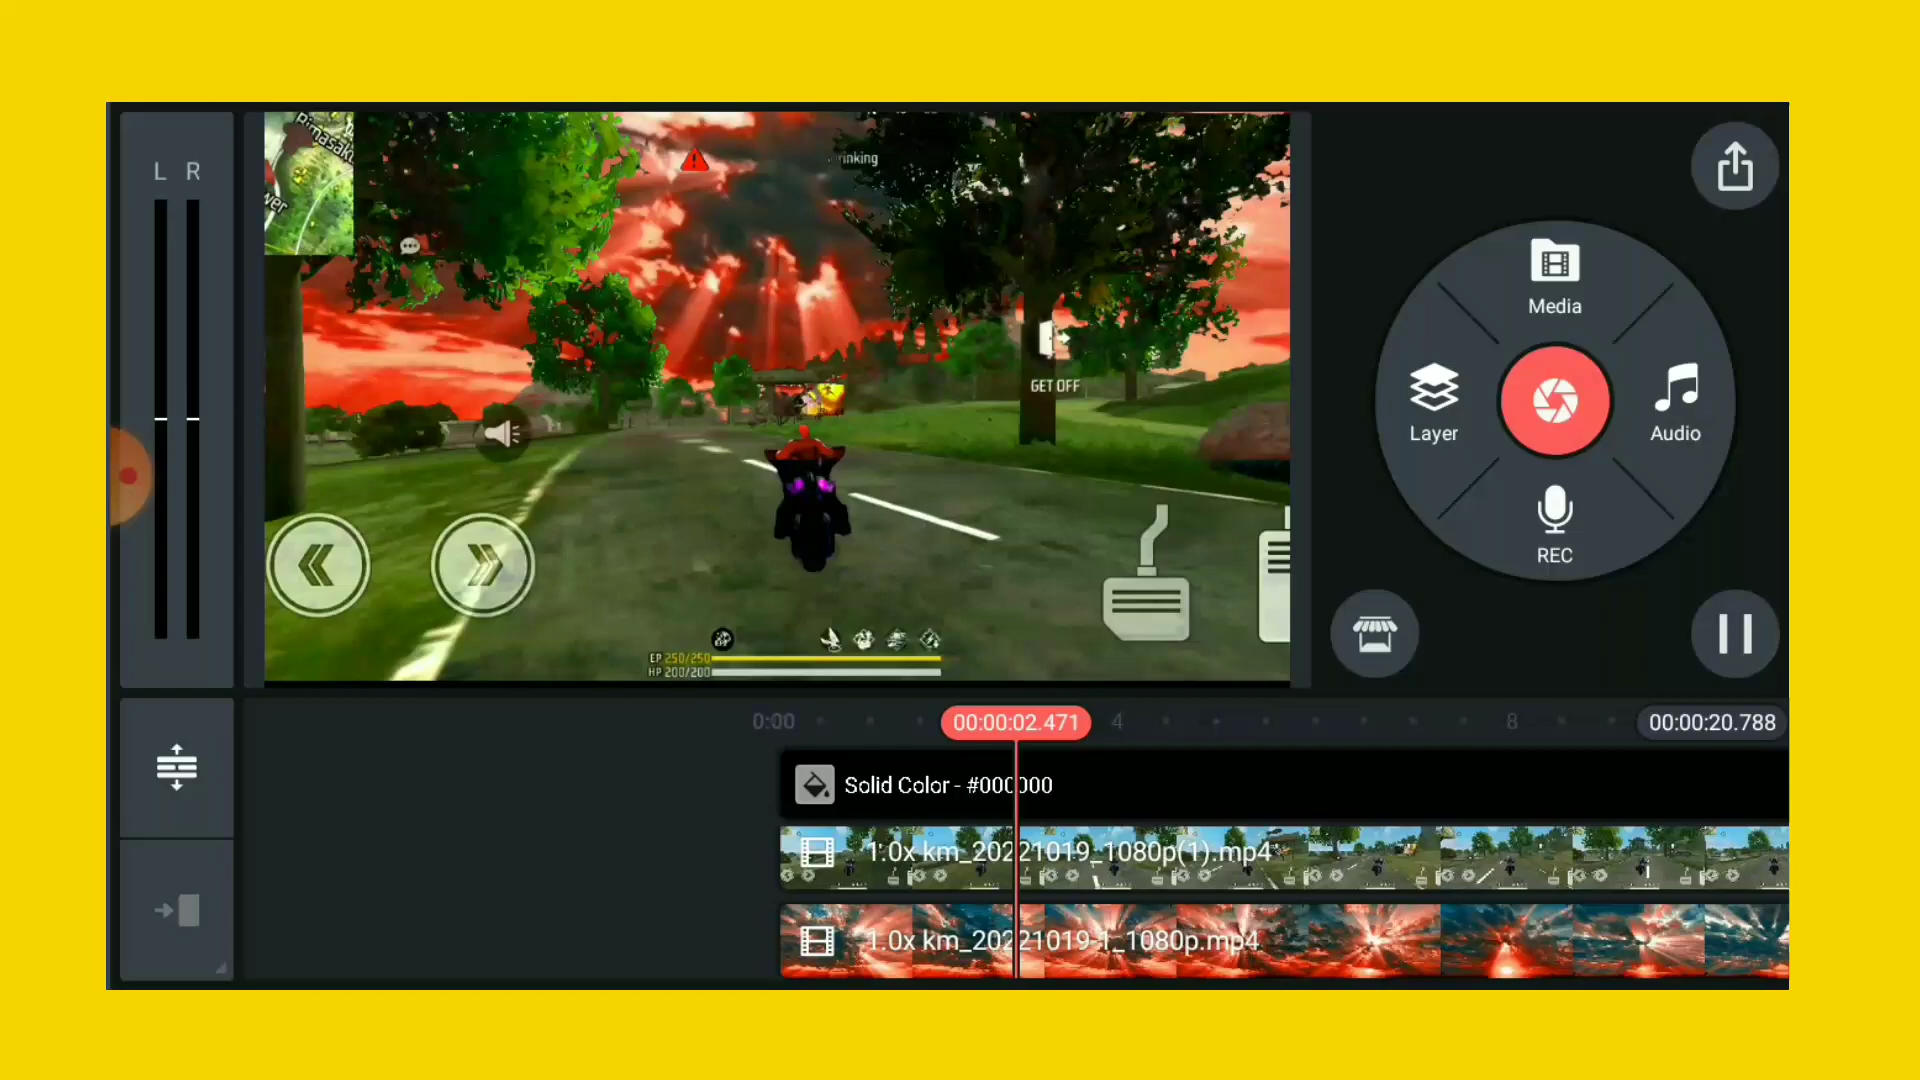 L R
Bimasak
wer
inking
GET OFF
EP 250/250
HP 200/200
Media
Layer
Audio
REC
0:00
00:00:02.471
4
8
00:00:20.788
Solid Color - #000000
1.0x km_20221019_1080p(1).mp4
1.0x km_20221019-1_1080p.mp4